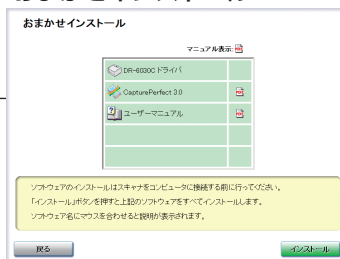 おまかせインストール
マニュアル表示:
DR-6030C ドライバ
CapturePerfect 3.0
ユーザーマニュアル
ソフトウェアのインストールはスキャナをコンピュータに接続する前に行ってください。
「インストール」ボタンを押すと上記のソフトウェアをすべてインストールします。
ソフトウェア名にマウスを合わせると説明が表示されます。
戻る
インストール